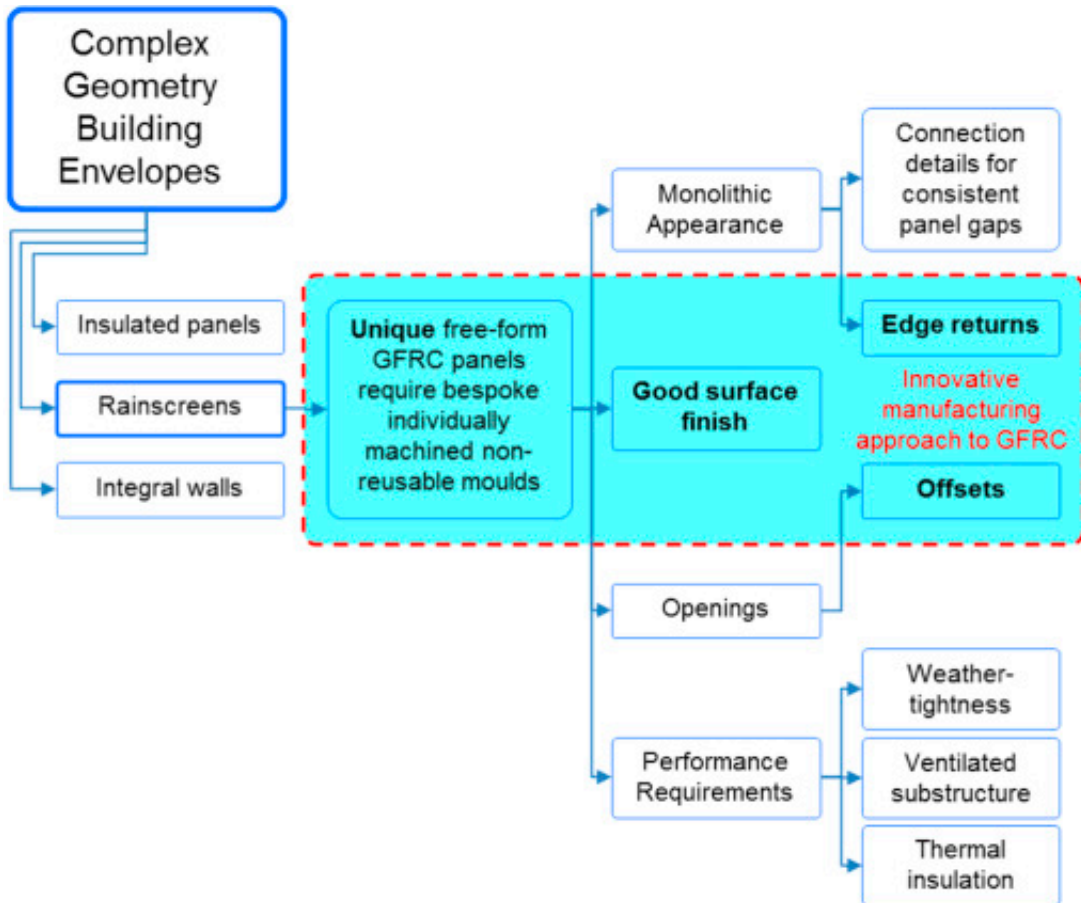 Complex
Geometry
Building
Envelopes
Insulated panels
Rainscreens
Integral walls
Unique free-form
GFRC panels
require bespoke
individually
machined non-
reusable moulds
Monolithic
Appearance
Good surface
finish
Openings
Performance
Requirements
Connection
details for
consistent
panel gaps
Edge returns
Innovative
manufacturing
approach to GFRC
Offsets
Weather-
tightness
Ventilated
substructure
Thermal
insulation